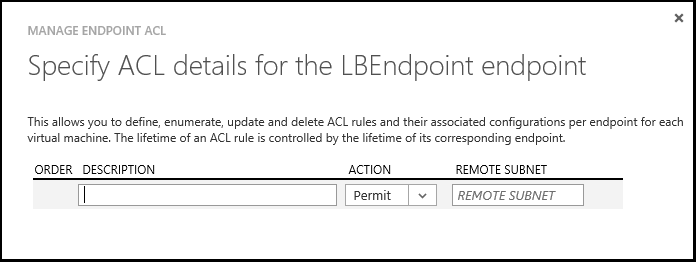 MANAGE ENDPOINT ACL
Specify ACL details for the LBEndpoint endpoint
This allows you to define, enumerate, update and delete ACL rules and their associated configurations per endpoint for each
virtual machine. The lifetime of an ACL rule is controlled by the lifetime of its corresponding endpoint.
ORDER DESCRIPTION ACTION REMOTE SUBNET
Permit REMOTE SUBNET